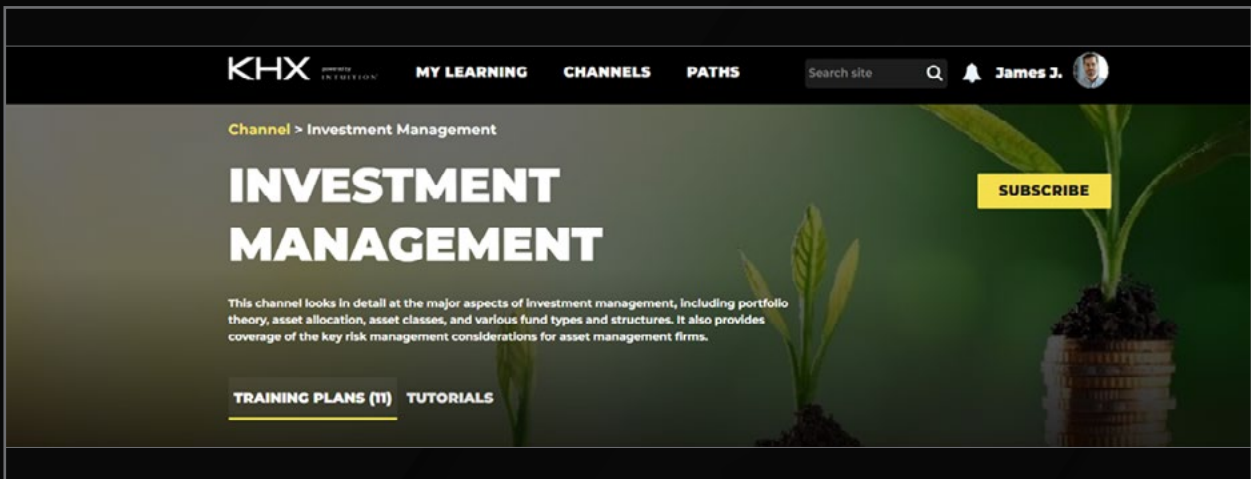 KHX powered by INTUITION
MY LEARNING
CHANNELS
PATHS
Search site
James J.
Channel > Investment Management
INVESTMENT
MANAGEMENT
SUBSCRIBE
This channel looks in detail at the major aspects of investment management, including portfolio
theory, asset allocation, asset classes, and various fund types and structures. It also provides
coverage of the key risk management considerations for asset management firms.
TRAINING PLANS (11)
TUTORIALS